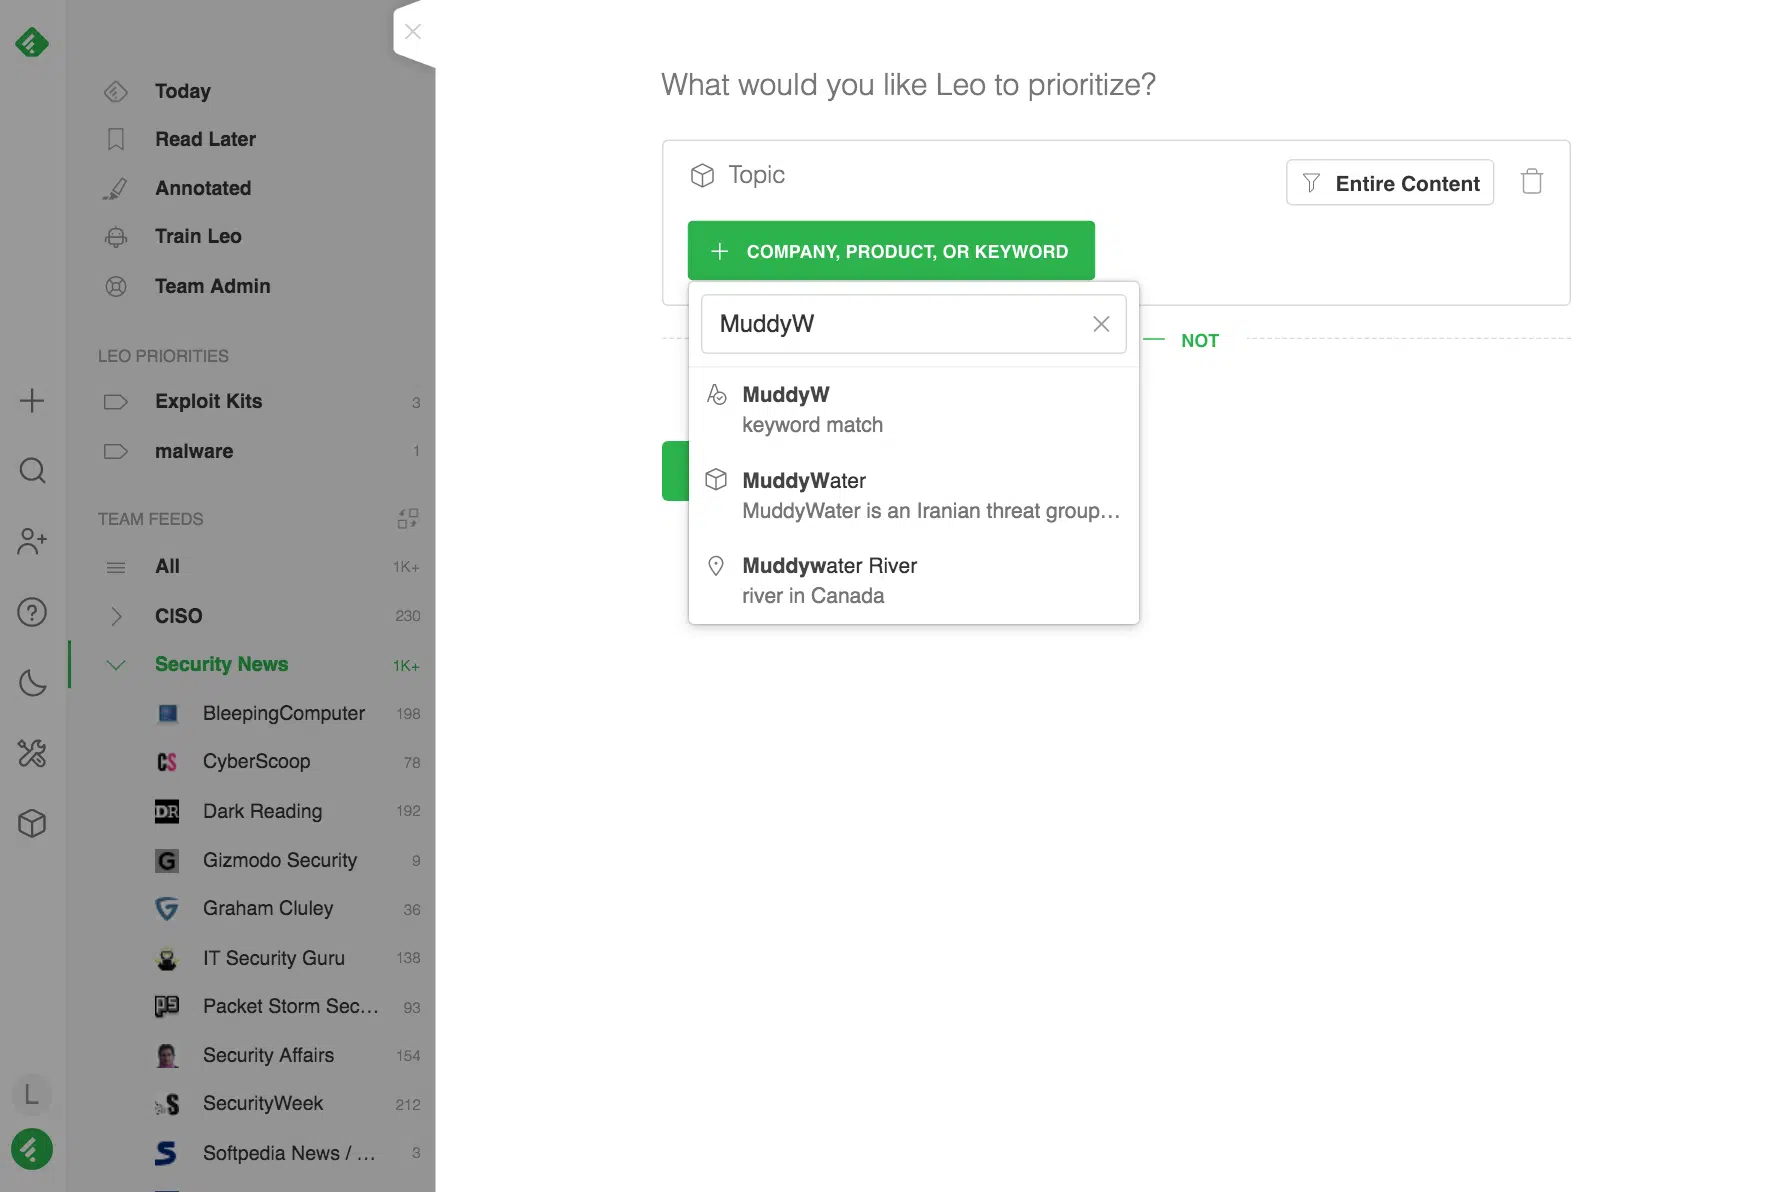 Today
Read Later
Annotated
Train Leo
Team Admin
LEO PRIORITIES
Exploit Kits 3
malware 1
TEAM FEEDS
All 1K+
CISO 230
Security News 1K+
BleepingComputer 198
CS CyberScoop 78
DR Dark Reading 192
G Gizmodo Security 9
Graham Cluley 36
IT Security Guru 138
Packet Storm Sec... 93
Security Affairs 154
SecurityWeek 212
S Softpedia News / ... 3
L
What would you like Leo to prioritize?
Topic
Entire Content
COMPANY, PRODUCT, OR KEYWORD
MuddyW
NOT
MuddyW
keyword match
MuddyWater
MuddyWater is an Iranian threat group...
Muddywater River
river in Canada